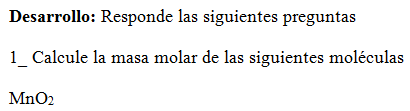 Desarrollo: Responde las siguientes preguntas
1_ Calcule la masa molar de las siguientes moléculas
MnO₂